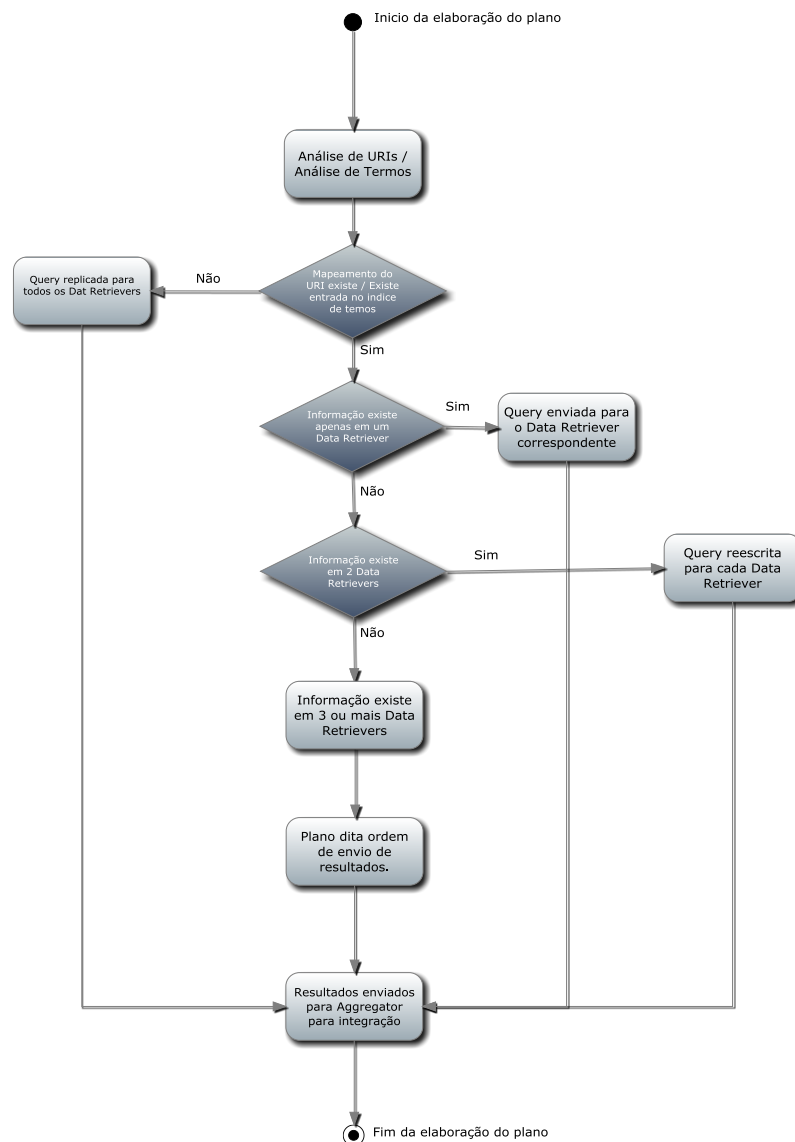 Inicio da elaboração do plano
Análise de URIs /
Análise de Termos
Mapeamento do
URI existe / Existe
entrada no indice
de temos
Não
Query replicada para
todos os Dat Retrievers
Sim
Informação existe
apenas em um
Data Retriever
Sim
Query enviada para
o Data Retriever
correspondente
Não
Informação existe
em 2 Data
Retrievers
Sim
Query reescrita
para cada Data
Retriever
Não
Informação existe
em 3 ou mais Data
Retrievers
Plano dita ordem
de envio de
resultados.
Resultados enviados
para Aggregator
para integração
Fim da elaboração do plano